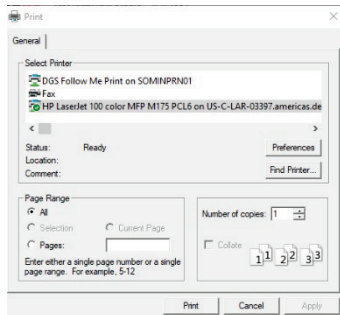 Print
General
Select Printer
DGS Follow Me Print on SOMINPRN01
Fax
HP LaserJet 100 color MFP M175 PCL6 on US-C-LAR-03397.americas.de
Status: Ready
Preferences
Location:
Comment:
Find Printer...
Page Range
All
Selection
Current Page
Pages:
Enter either a single page number or a single
page range. For example, 5-12
Number of copies: 1
Collate
1 1 2 2 3 3
Print
Cancel
Apply